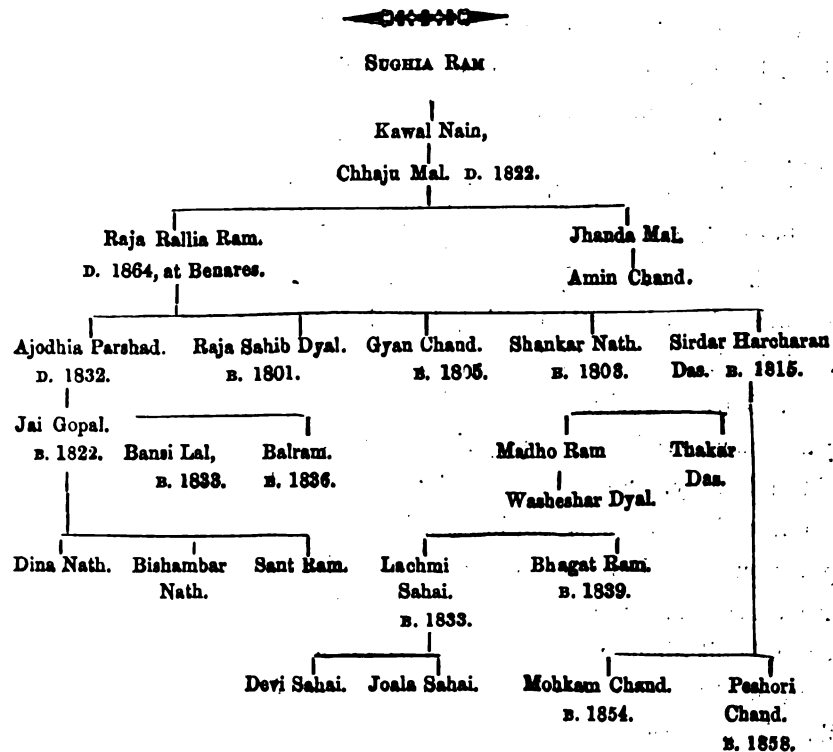 SUGHIA RAM
Kawal Nain,
Chhaju Mal. D. 1822.
Raja Rallia Ram.
D. 1864, at Benares.
Jhanda Mal.
Amin Chand.
Ajodhia Parshad.
D. 1832.
Raja Sahib Dyal.
B. 1801.
Gyan Chand.
B. 1805.
Shankar Nath.
B. 1808.
Sirdar Harcharan
Das. B. 1815.
Jai Gopal.
B. 1822.
Bansi Lal,
B. 1833.
Balram.
B. 1836.
Madho Ram
Washeshar Dyal.
Thakar
Das.
Dina Nath.
Bishambar
Nath.
Sant Ram.
Lachmi
Sahai.
B. 1833.
Bhagat Ram.
B. 1839.
Devi Sahai.
Joala Sahai.
Mohkam Chand.
B. 1854.
Peshori
Chand.
B. 1858.